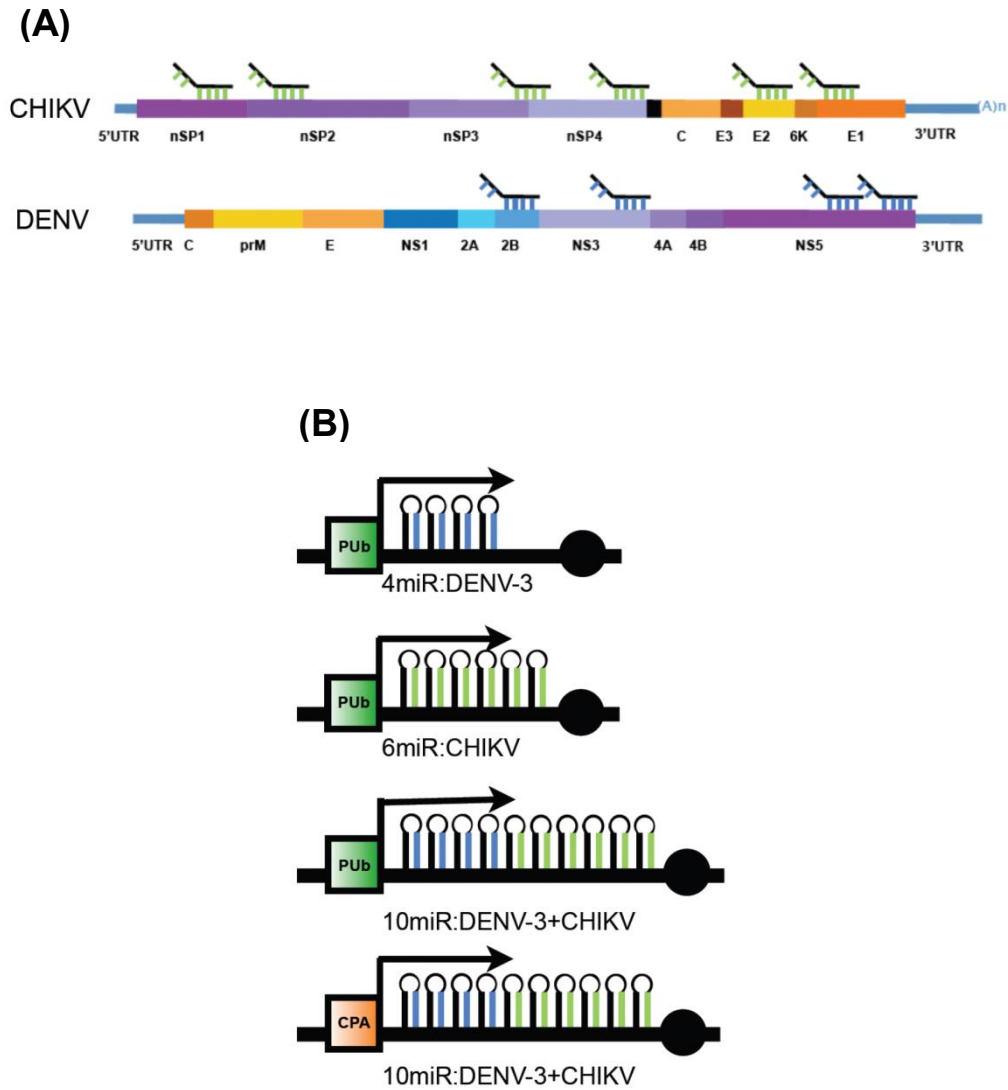 (A)
CHIKV
(A)n
5'UTR nSP1 nSP2 nSP3 nSP4 C E3 E2 6K E1 3'UTR
DENV
5'UTR C prM E NS1 2A 2B NS3 4A 4B NS5 3'UTR
(B)
PUb
4miR:DENV-3
PUb
6miR:CHIKV
PUb
10miR:DENV-3+CHIKV
CPA
10miR:DENV-3+CHIKV